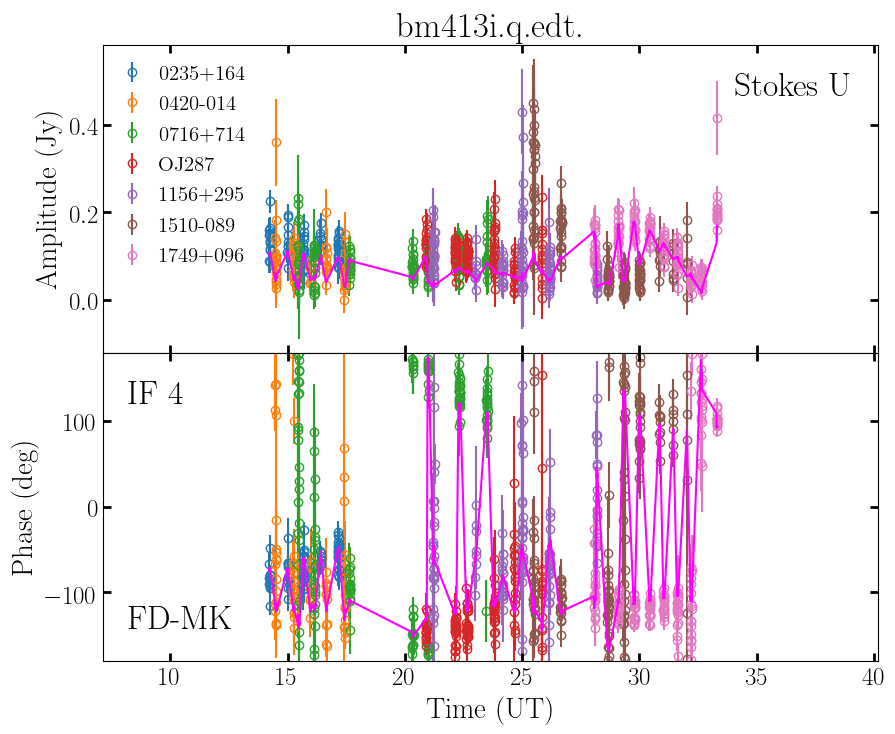 bm413i.q.edt.
Stokes U
0235+164
0420-014
0716+714
OJ287
1156+295
1510-089
1749+096
Amplitude (Jy)
0.4
0.2
0.0
IF 4
FD-MK
Phase (deg)
100
0
−100
10 15 20 25 30 35 40
Time (UT)